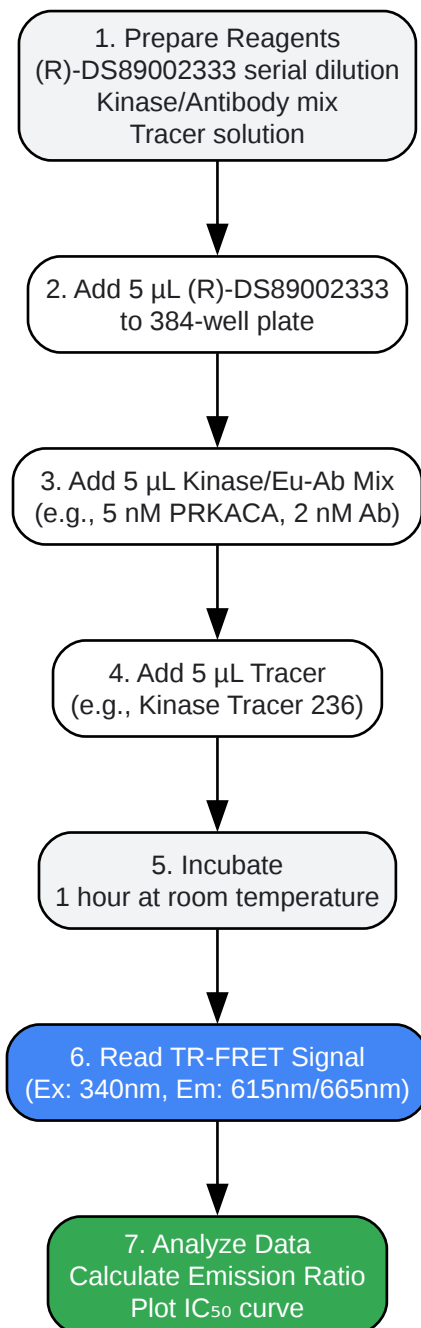 1. Prepare Reagents
(R)-DS89002333 serial dilution
Kinase/Antibody mix
Tracer solution
2. Add 5 µL (R)-DS89002333
to 384-well plate
3. Add 5 µL Kinase/Eu-Ab Mix
(e.g., 5 nM PRKACA, 2 nM Ab)
4. Add 5 µL Tracer
(e.g., Kinase Tracer 236)
5. Incubate
1 hour at room temperature
6. Read TR-FRET Signal
(Ex: 340nm, Em: 615nm/665nm)
7. Analyze Data
Calculate Emission Ratio
Plot IC₅₀ curve